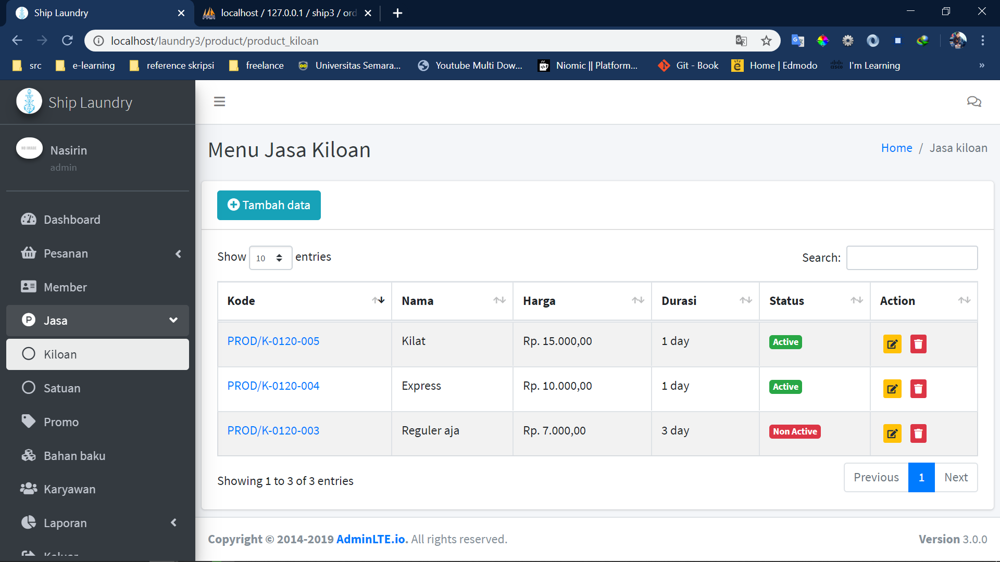 Ship Laundry
localhost / 127.0.0.1 / ship3 / ord
localhost/laundry3/product/product_kiloan
src e-learning reference skripsi freelance Universitas Semara... Youtube Multi Dow... Niomic || Platform... Git - Book Home | Edmodo I'm Learning »
Ship Laundry
Nasirin
admin
Dashboard
Pesanan
Member
Jasa
Kiloan
Satuan
Promo
Bahan baku
Karyawan
Laporan
Menu Jasa Kiloan
Home / Jasa kiloan
Tambah data
Show 10 entries
Search:
Kode Nama Harga Durasi Status Action
PROD/K-0120-005 Kilat Rp. 15.000,00 1 day Active
PROD/K-0120-004 Express Rp. 10.000,00 1 day Active
PROD/K-0120-003 Reguler aja Rp. 7.000,00 3 day Non Active
Showing 1 to 3 of 3 entries
Previous 1 Next
Copyright © 2014-2019 AdminLTE.io. All rights reserved.
Version 3.0.0